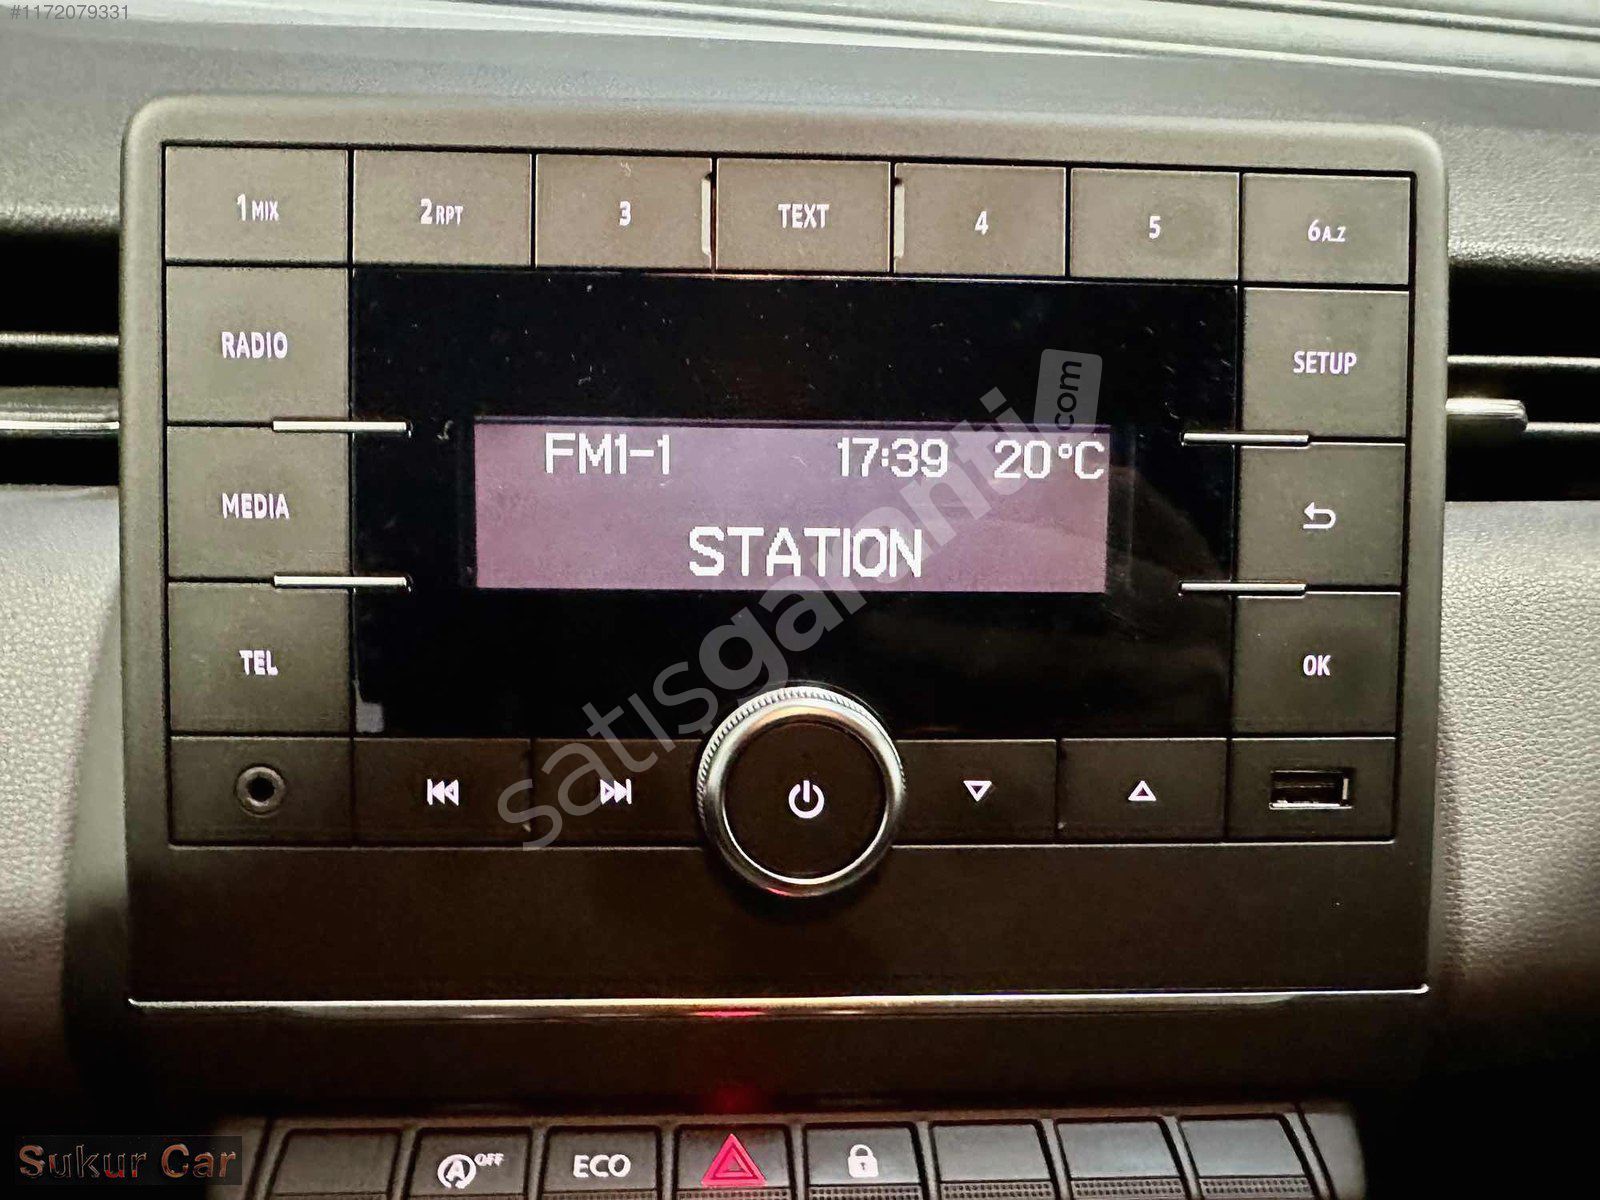 #1172079331
1 MIX
2 RPT
3
TEXT
4
5
6 A.Z
RADIO
SETUP
FM1-1 17:39 20°C
STATION
MEDIA
TEL
OK
satışgaranti.com
OFF
A
ECO
Sukur Car